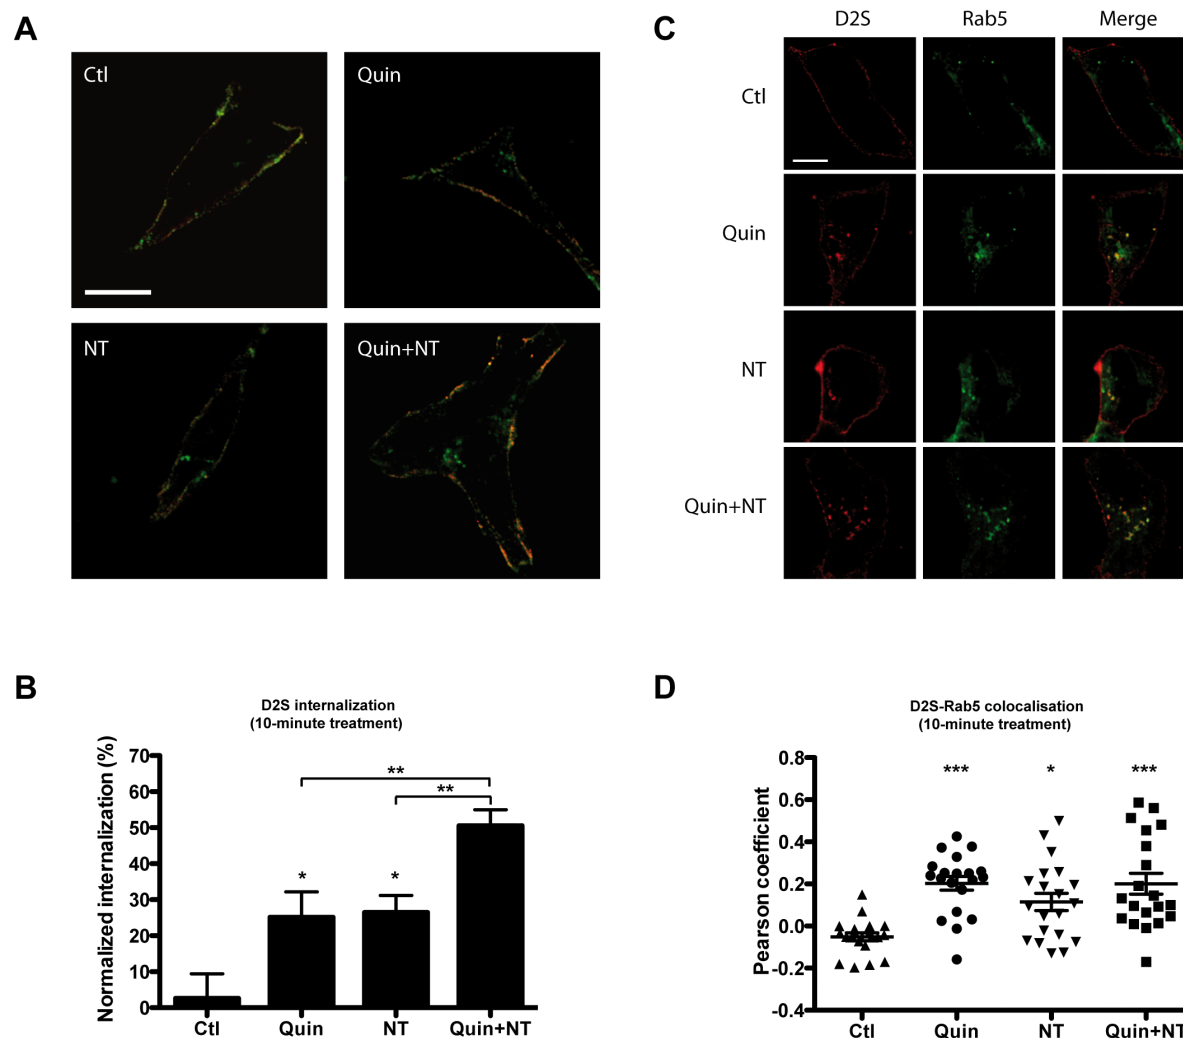 A
Ctl
Quin
NT
Quin+NT
C
D2S Rab5 Merge
Ctl
Quin
NT
Quin+NT
B
D2S internalization
(10-minute treatment)
Normalized internalization (%)
70
60
50
40
30
20
10
0
**
**
* *
Ctl Quin NT Quin+NT
D
D2S-Rab5 colocalisation
(10-minute treatment)
Pearson coefficient
0.8
0.6
0.4
0.2
0.0
-0.2
-0.4
*** * ***
Ctl Quin NT Quin+NT